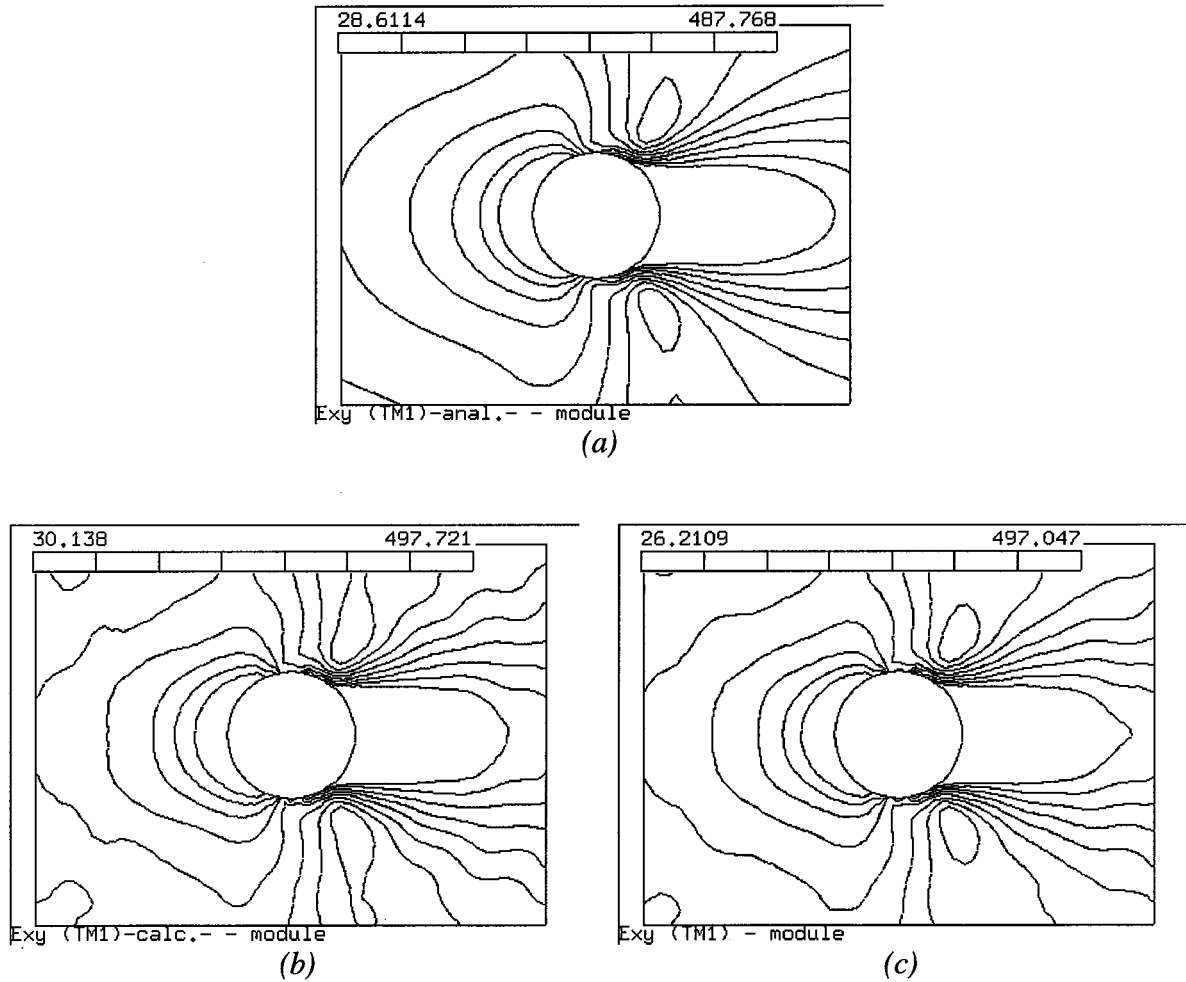 28.6114 487.768
Exy (TM1)-anal.- - module
(a)
30.138 497.721
Exy (TM1)-calc.- - module
(b)
26.2109 497.047
Exy (TM1) - module
(c)